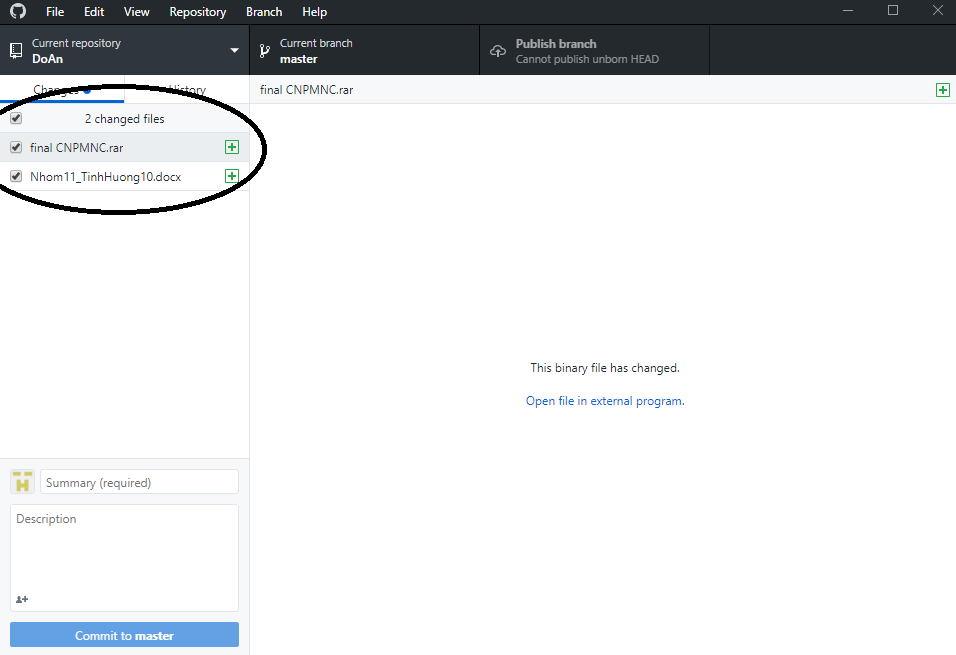 File Edit View Repository Branch Help
Current repository
DoAn
Current branch
master
Publish branch
Cannot publish unborn HEAD
Changes
History
final CNPMNC.rar
2 changed files
final CNPMNC.rar
Nhom11_TinhHuong10.docx
This binary file has changed.
Open file in external program.
Summary (required)
Description
Commit to master